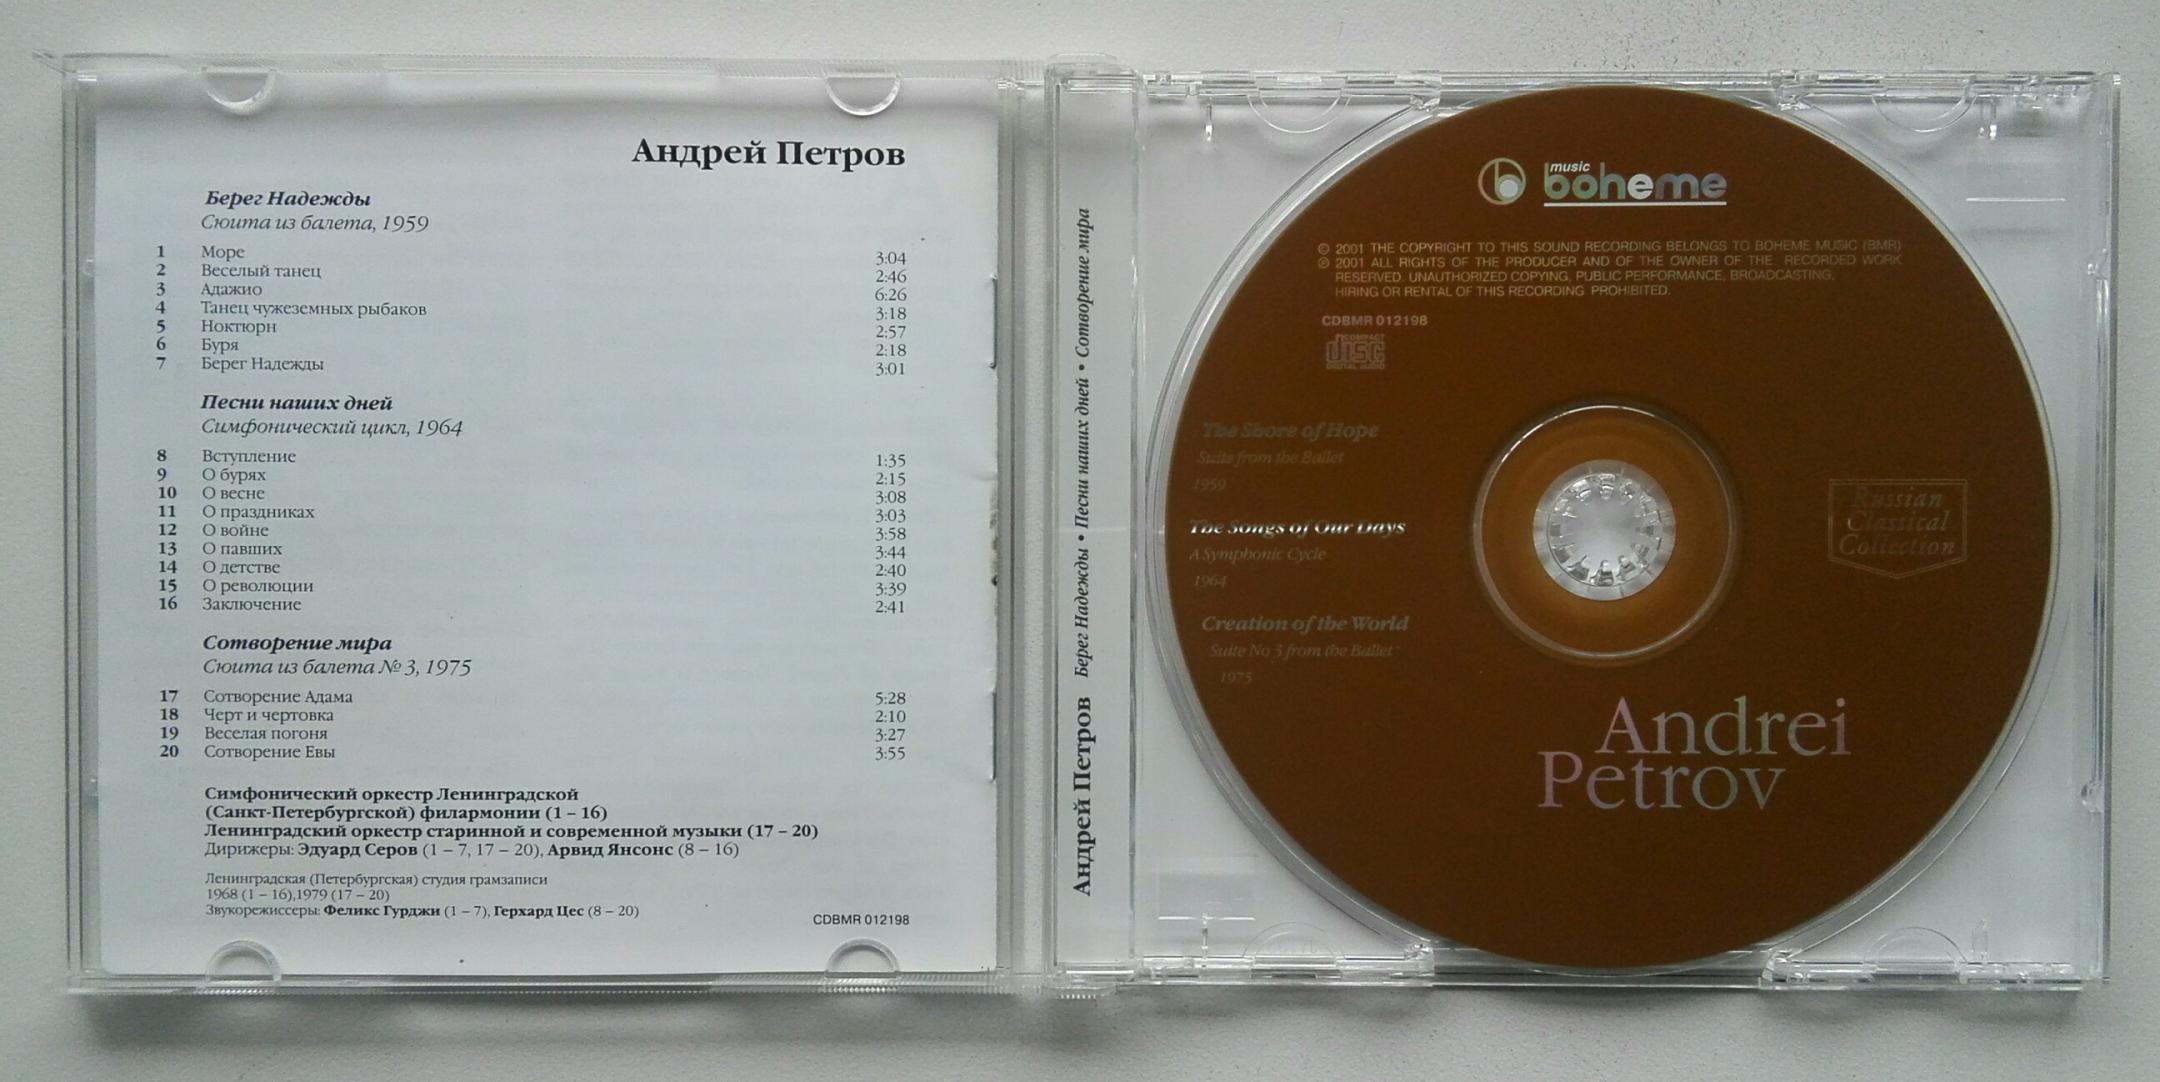 Андрей Петров
Берег Надежды
Сюита из балета, 1959
1 Море 3:04
2 Веселый танец 2:46
3 Адажио 6:26
4 Танец чужеземных рыбаков 3:18
5 Ноктюрн 2:57
6 Буря 2:18
7 Берег Надежды 3:01
Песни наших дней
Симфонический цикл, 1964
8 Вступление 1:35
9 О бурях 2:15
10 О весне 3:08
11 О праздниках 3:03
12 О войне 3:58
13 О павших 3:44
14 О детстве 2:40
15 О революции 3:39
16 Заключение 2:41
Сотворение мира
Сюита из балета № 3, 1975
17 Сотворение Адама 5:28
18 Черт и чертовка 2:10
19 Веселая погоня 3:27
20 Сотворение Евы 3:55
Симфонический оркестр Ленинградской
(Санкт-Петербургской) филармонии (1 – 16)
Ленинградский оркестр старинной и современной музыки (17 – 20)
Дирижеры: Эдуард Серов (1 – 7, 17 – 20), Арвид Янсонс (8 – 16)
Ленинградская (Петербургская) студия грамзаписи
1968 (1 – 16),1979 (17 – 20)
Звукорежиссеры: Феликс Гурджи (1 – 7), Герхард Цес (8 – 20)
CDBMR 012198
Андрей Петров Берег Надежды • Песни наших дней • Сотворение мира
b music
boheme
© 2001 THE COPYRIGHT TO THIS SOUND RECORDING BELONGS TO BOHEME MUSIC (BMR)
℗ 2001 ALL RIGHTS OF THE PRODUCER AND OF THE OWNER OF THE RECORDED WORK
RESERVED. UNAUTHORIZED COPYING, PUBLIC PERFORMANCE, BROADCASTING,
HIRING OR RENTAL OF THIS RECORDING PROHIBITED.
CDBMR 012198
COMPACT
disc
DIGITAL AUDIO
The Shore of Hope
Suite from the Ballet
1959
The Songs of Our Days
A Symphonic Cycle
1964
Creation of the World
Suite No 3 from the Ballet
1975
Russian
Classical
Collection
Andrei
Petrov